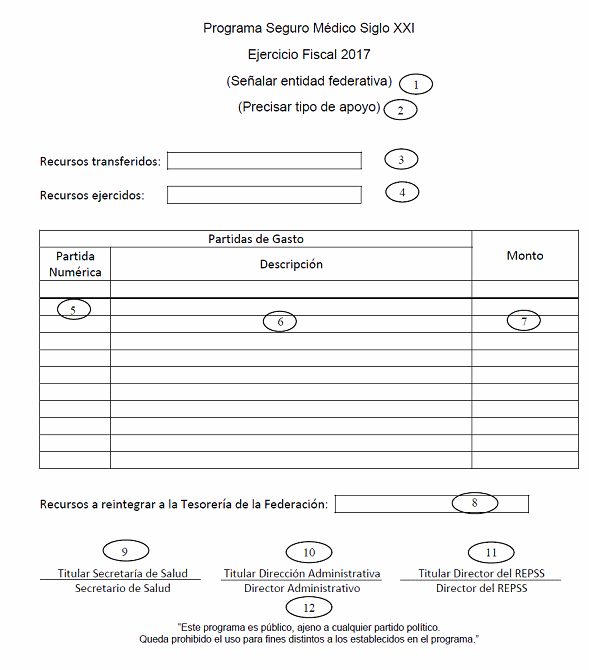 Programa Seguro Médico Siglo XXI
Ejercicio Fiscal 2017
(Señalar entidad federativa) 1
(Precisar tipo de apoyo) 2
Recursos transferidos: 3
Recursos ejercidos: 4
Partidas de Gasto
Partida Numérica Descripción Monto
5 6 7
Recursos a reintegrar a la Tesorería de la Federación: 8
9 10 11
Titular Secretaría de Salud Titular Dirección Administrativa Titular Director del REPSS
Secretario de Salud Director Administrativo Director del REPSS
12
"Este programa es público, ajeno a cualquier partido político.
Queda prohibido el uso para fines distintos a los establecidos en el programa."